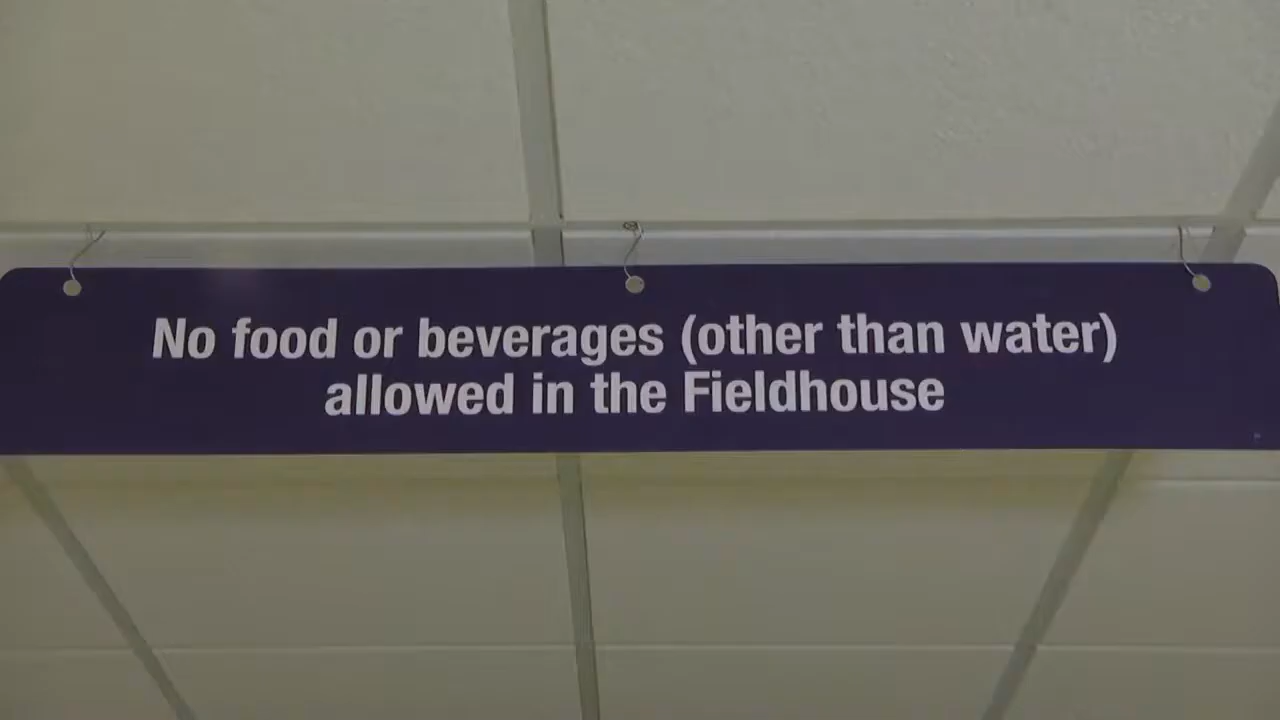 No food or beverages (other than water)
allowed in the Fieldhouse